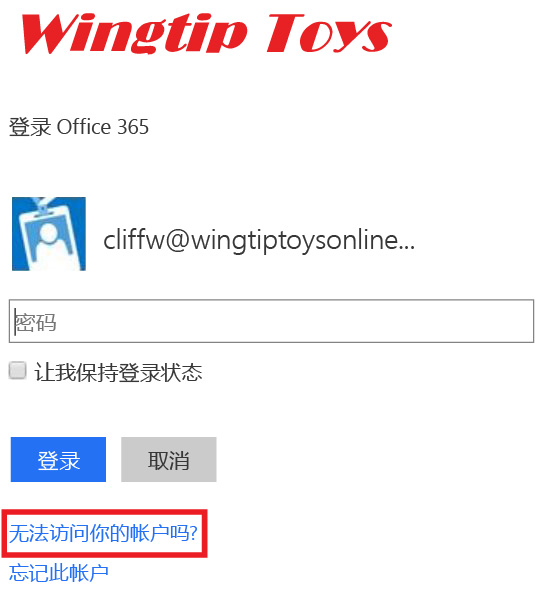 Wingtip Toys
登录 Office 365
cliffw@wingtiptoysonline...
密码
让我保持登录状态
登录 取消
无法访问你的帐户吗?
忘记此帐户